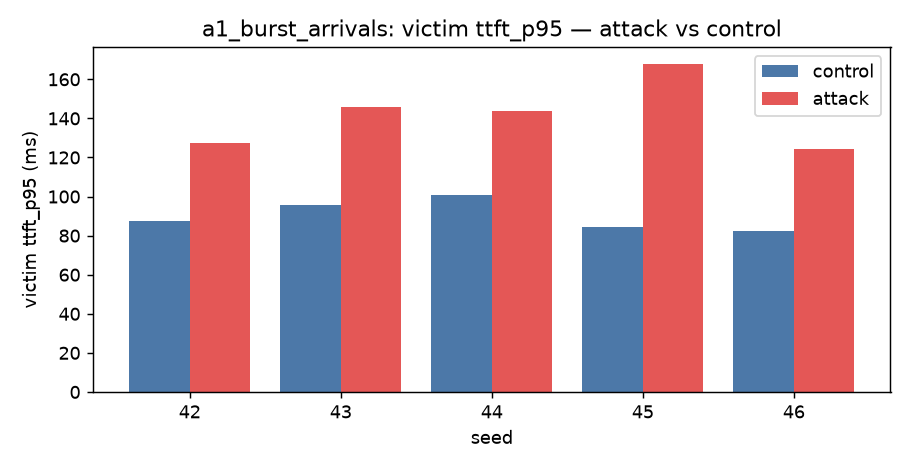 a1_burst_arrivals: victim ttft_p95 — attack vs control
control
attack
victim ttft_p95 (ms)
160
140
120
100
80
60
40
20
0
42 43 44 45 46
seed